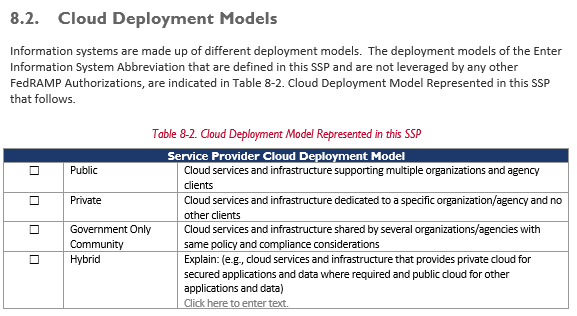 8.2. Cloud Deployment Models
Information systems are made up of different deployment models.  The deployment models of the Enter
Information System Abbreviation that are defined in this SSP and are not leveraged by any other
FedRAMP Authorizations, are indicated in Table 8-2. Cloud Deployment Model Represented in this SSP
that follows.
Table 8-2. Cloud Deployment Model Represented in this SSP
Service Provider Cloud Deployment Model
☐ Public Cloud services and infrastructure supporting multiple organizations and agency
clients
☐ Private Cloud services and infrastructure dedicated to a specific organization/agency and no
other clients
☐ Government Only Cloud services and infrastructure shared by several organizations/agencies with
Community same policy and compliance considerations
☐ Hybrid Explain: (e.g., cloud services and infrastructure that provides private cloud for
secured applications and data where required and public cloud for other
applications and data)
Click here to enter text.